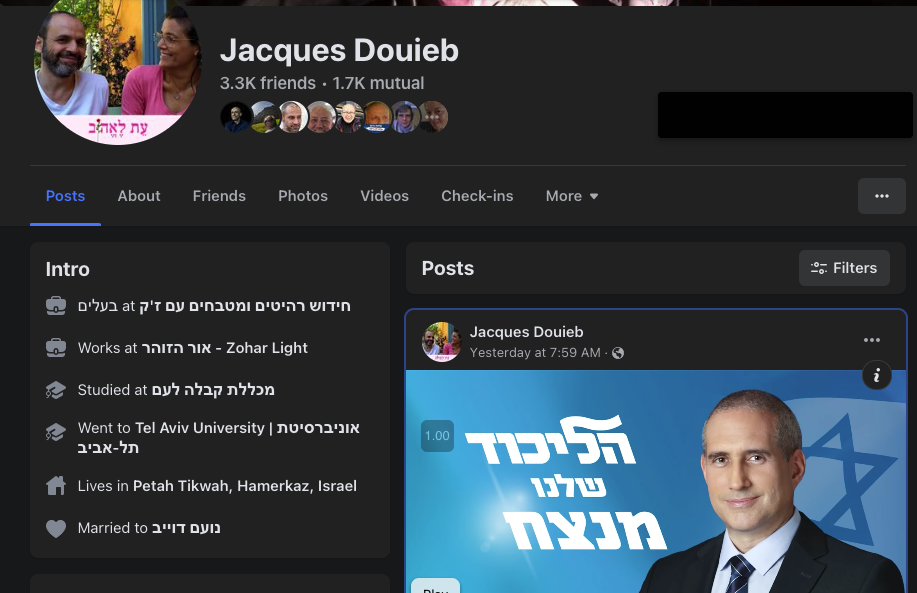 עת לֶאֱהֹב
Jacques Douieb
3.3K friends • 1.7K mutual
Posts
About
Friends
Photos
Videos
Check-ins
More
Intro
בעלים at חידוש רהיטים ומטבחים עם ז'ק
Works at אור הזוהר - Zohar Light
Studied at מכללת קבלה לעם
Went to Tel Aviv University | אוניברסיטת
תל-אביב
Lives in Petah Tikwah, Hamerkaz, Israel
Married to נועם דוייב
Posts
Filters
Jacques Douieb
Yesterday at 7:59 AM ·
1.00
הליכוד
שלנו
מנצח